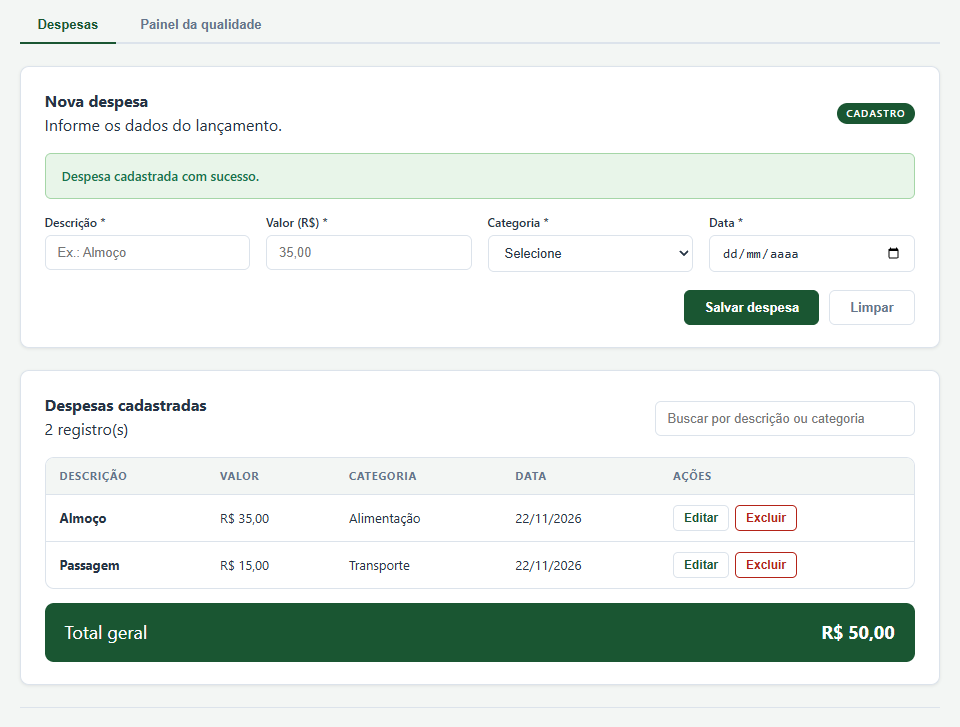 Despesas Painel da qualidade
Nova despesa
Informe os dados do lançamento.
CADASTRO
Despesa cadastrada com sucesso.
Descrição * Valor (R$) * Categoria * Data *
Ex.: Almoço 35,00 Selecione dd/mm/aaaa
Salvar despesa Limpar
Despesas cadastradas
2 registro(s)
Buscar por descrição ou categoria
DESCRIÇÃO VALOR CATEGORIA DATA AÇÕES
Almoço R$ 35,00 Alimentação 22/11/2026 Editar Excluir
Passagem R$ 15,00 Transporte 22/11/2026 Editar Excluir
Total geral R$ 50,00